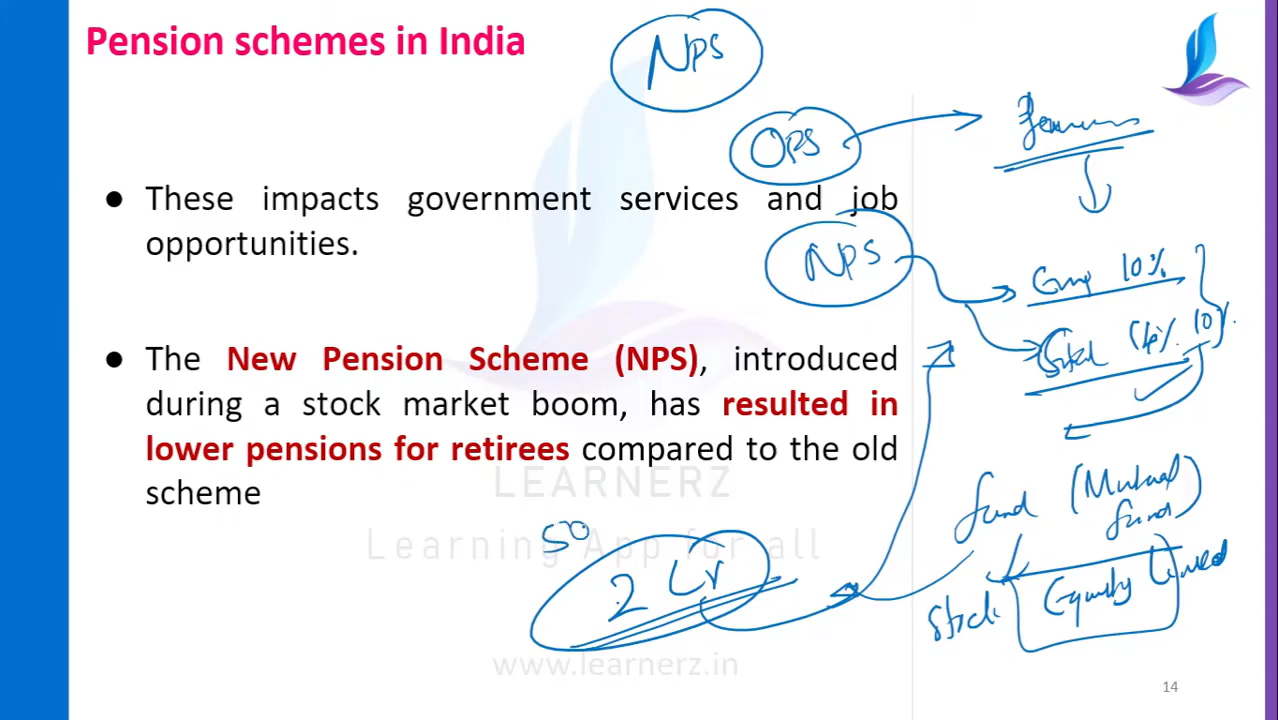 Pension schemes in India
NPS
OPS
● These impacts government services and job
opportunities.
NPS
10%
10%.
● The New Pension Scheme (NPS), introduced
during a stock market boom, has resulted in
lower pensions for retirees compared to the old
scheme
LEARNERZ
Learning App for all
fund (Mutual
fund)
50
2 Cr
Stock
Equity
www.learnerz.in
14